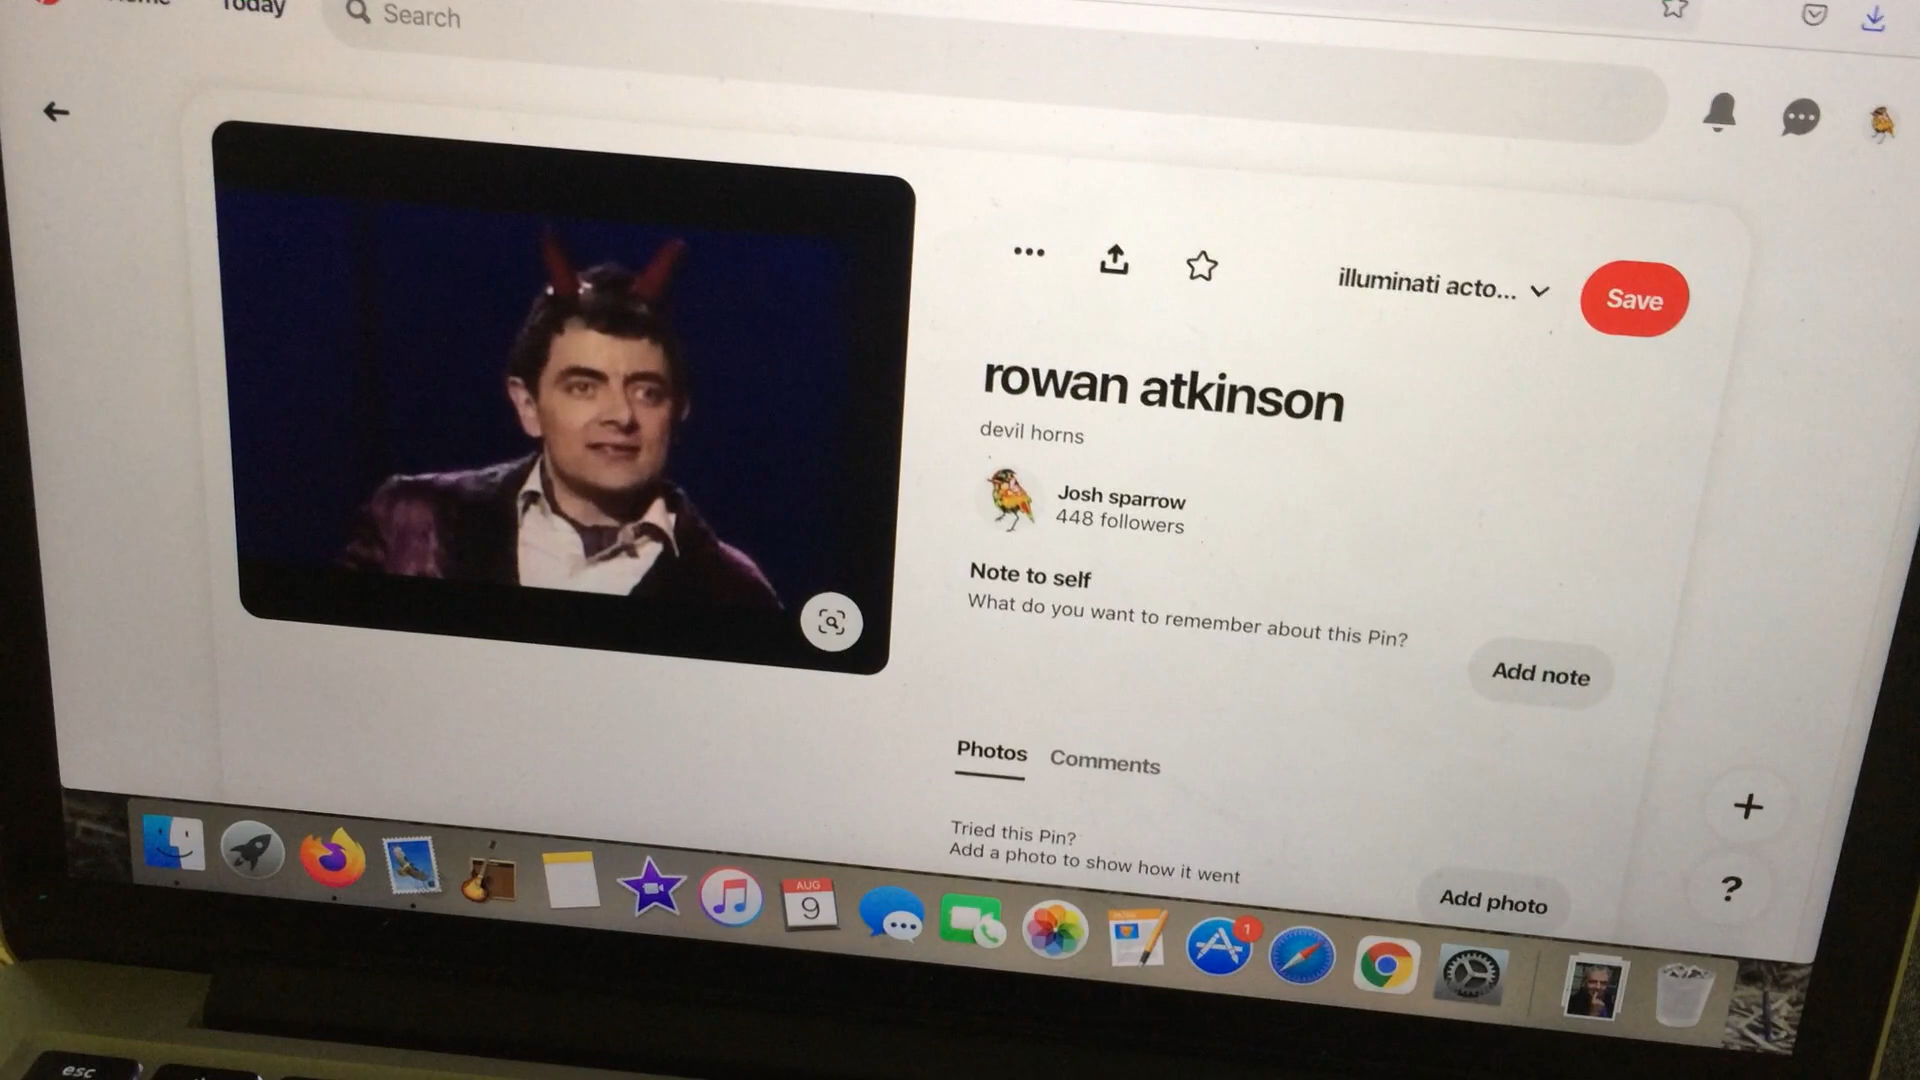 Today
Search
illuminati acto...
Save
rowan atkinson
devil horns
Josh sparrow
448 followers
Note to self
What do you want to remember about this Pin?
Add note
Photos
Comments
Tried this Pin?
Add a photo to show how it went
Add photo
?
AUG
9
1
esc